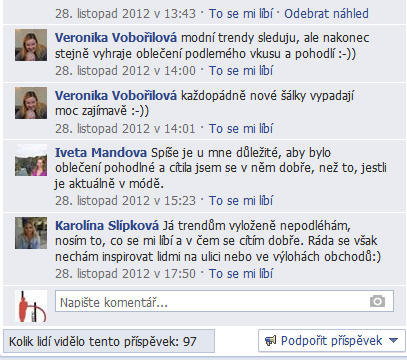 28. listopad 2012 v 13:43 · To se mi líbí · Odebrat náhled
Veronika Vobořilová modní trendy sleduju, ale nakonec
stejně vyhraje oblečení podlemého vkusu a pohodlí :-))
28. listopad 2012 v 14:00 · To se mi líbí
Veronika Vobořilová každopádně nové šálky vypadají
moc zajímavě :-))
28. listopad 2012 v 14:01 · To se mi líbí
Iveta Mandova Spíše je u mne důležité, aby bylo
oblečení pohodlné a cítila jsem se v něm dobře, než to, jestli
je aktuálně v módě.
28. listopad 2012 v 15:23 · To se mi líbí
Karolína Slípková Já trendům vyloženě nepodléhám,
nosím to, co se mi líbí a v čem se cítím dobře. Ráda se však
nechám inspirovat lidmi na ulici nebo ve výlohách obchodů:)
28. listopad 2012 v 17:50 · To se mi líbí
Napište komentář...
Kolik lidí vidělo tento příspěvek: 97
Podpořit příspěvek